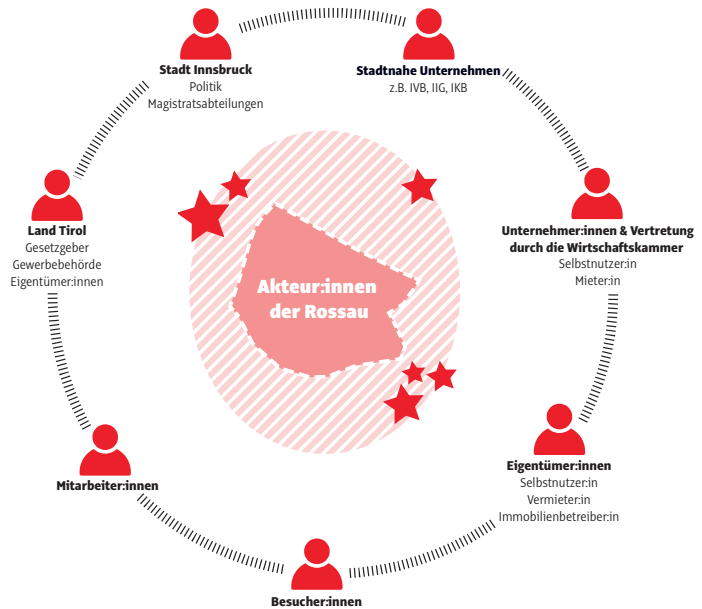 Stadt Innsbruck
Politik
Magistratsabteilungen
Stadtnahe Unternehmen
z.B. IVB, IIG, IKB
Land Tirol
Gesetzgeber
Gewerbebehörde
Eigentümer:innen
Unternehmer:innen & Vertretung
durch die Wirtschaftskammer
Selbstnutzer:in
Mieter:in
Akteur:innen
der Rossau
Mitarbeiter:innen
Eigentümer:innen
Selbstnutzer:in
Vermieter:in
Immobilienbetreiber:in
Besucher:innen